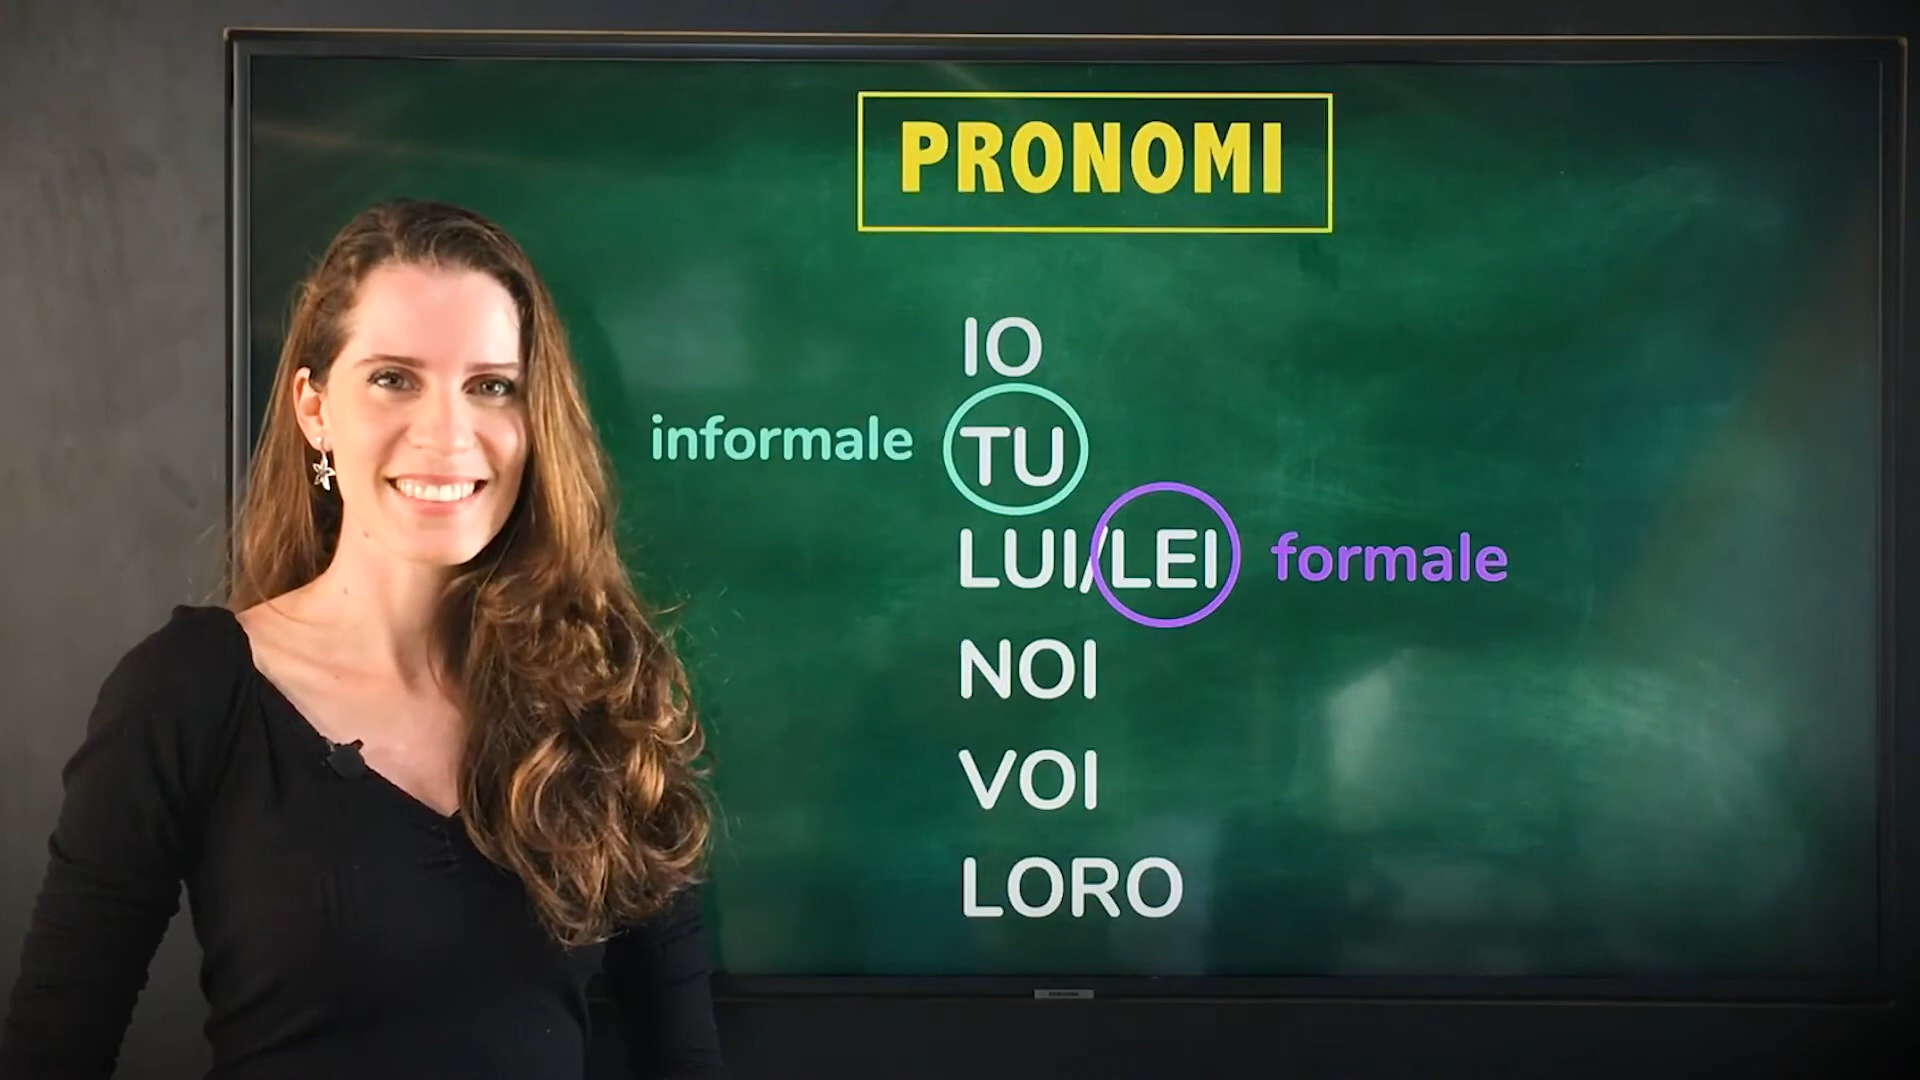 PRONOMI
IO
informale TU
LUI/LEI formale
NOI
VOI
LORO